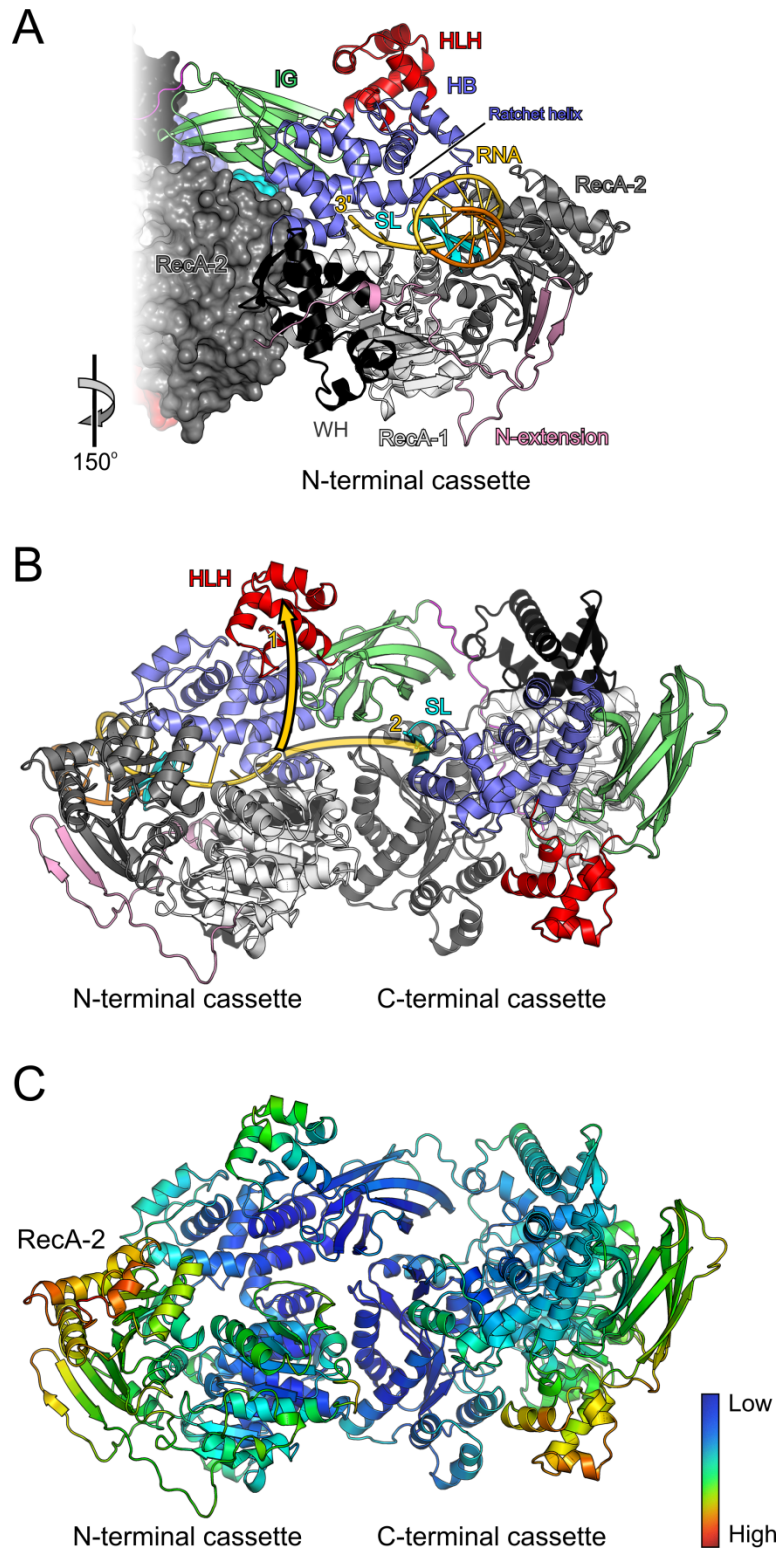 A
HLH
IG
HB
Ratchet helix
RNA
RecA-2
3'
SL
RecA-2
WH
RecA-1
N-extension
150°
N-terminal cassette
B
HLH
1
SL
2
N-terminal cassette C-terminal cassette
C
RecA-2
Low
High
N-terminal cassette C-terminal cassette